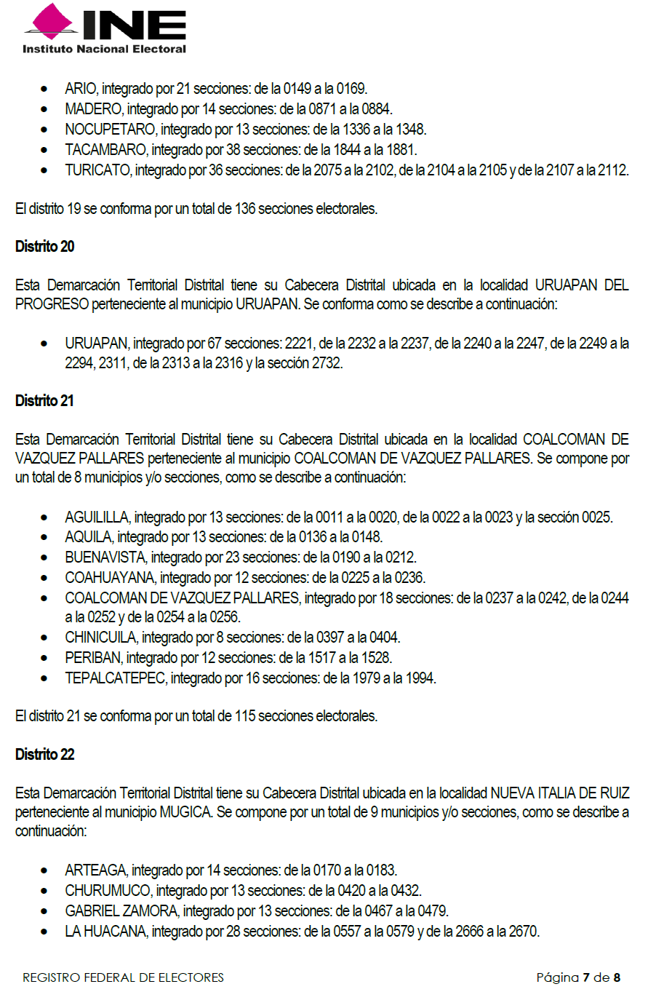 INE
Instituto Nacional Electoral
• ARIO, integrado por 21 secciones: de la 0149 a la 0169.
• MADERO, integrado por 14 secciones: de la 0871 a la 0884.
• NOCUPETARO, integrado por 13 secciones: de la 1336 a la 1348.
• TACAMBARO, integrado por 38 secciones: de la 1844 a la 1881.
• TURICATO, integrado por 36 secciones: de la 2075 a la 2102, de la 2104 a la 2105 y de la 2107 a la 2112.
El distrito 19 se conforma por un total de 136 secciones electorales.
Distrito 20
Esta Demarcación Territorial Distrital tiene su Cabecera Distrital ubicada en la localidad URUAPAN DEL
PROGRESO perteneciente al municipio URUAPAN. Se conforma como se describe a continuación:
• URUAPAN, integrado por 67 secciones: 2221, de la 2232 a la 2237, de la 2240 a la 2247, de la 2249 a la
2294, 2311, de la 2313 a la 2316 y la sección 2732.
Distrito 21
Esta Demarcación Territorial Distrital tiene su Cabecera Distrital ubicada en la localidad COALCOMAN DE
VAZQUEZ PALLARES perteneciente al municipio COALCOMAN DE VAZQUEZ PALLARES. Se compone por
un total de 8 municipios y/o secciones, como se describe a continuación:
• AGUILILLA, integrado por 13 secciones: de la 0011 a la 0020, de la 0022 a la 0023 y la sección 0025.
• AQUILA, integrado por 13 secciones: de la 0136 a la 0148.
• BUENAVISTA, integrado por 23 secciones: de la 0190 a la 0212.
• COAHUAYANA, integrado por 12 secciones: de la 0225 a la 0236.
• COALCOMAN DE VAZQUEZ PALLARES, integrado por 18 secciones: de la 0237 a la 0242, de la 0244
a la 0252 y de la 0254 a la 0256.
• CHINICUILA, integrado por 8 secciones: de la 0397 a la 0404.
• PERIBAN, integrado por 12 secciones: de la 1517 a la 1528.
• TEPALCATEPEC, integrado por 16 secciones: de la 1979 a la 1994.
El distrito 21 se conforma por un total de 115 secciones electorales.
Distrito 22
Esta Demarcación Territorial Distrital tiene su Cabecera Distrital ubicada en la localidad NUEVA ITALIA DE RUIZ
perteneciente al municipio MUGICA. Se compone por un total de 9 municipios y/o secciones, como se describe a
continuación:
• ARTEAGA, integrado por 14 secciones: de la 0170 a la 0183.
• CHURUMUCO, integrado por 13 secciones: de la 0420 a la 0432.
• GABRIEL ZAMORA, integrado por 13 secciones: de la 0467 a la 0479.
• LA HUACANA, integrado por 28 secciones: de la 0557 a la 0579 y de la 2666 a la 2670.
REGISTRO FEDERAL DE ELECTORES Página 7 de 8